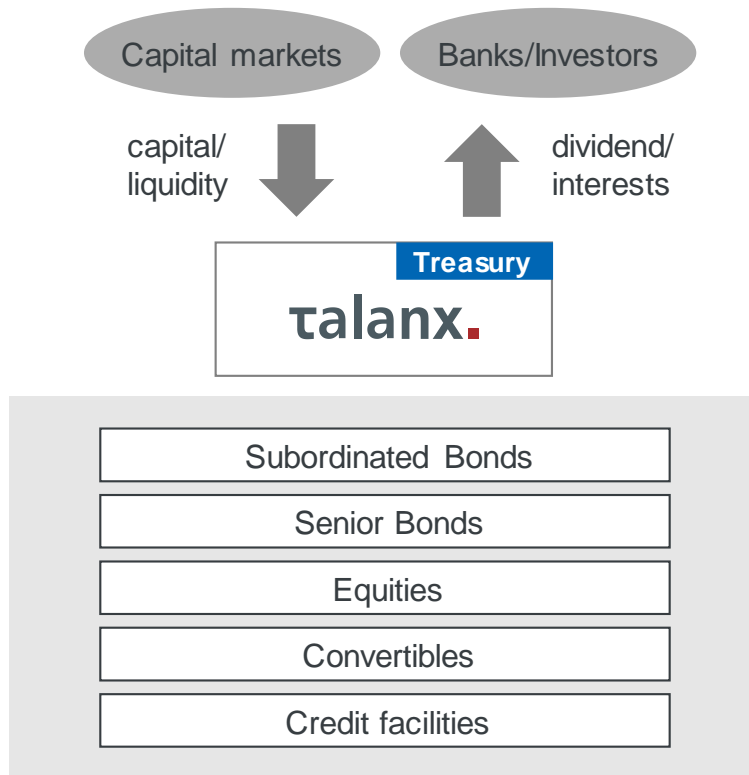 Capital markets
Banks/Investors
capital/
liquidity
dividend/
interests
Treasury
talanx.
Subordinated Bonds
Senior Bonds
Equities
Convertibles
Credit facilities